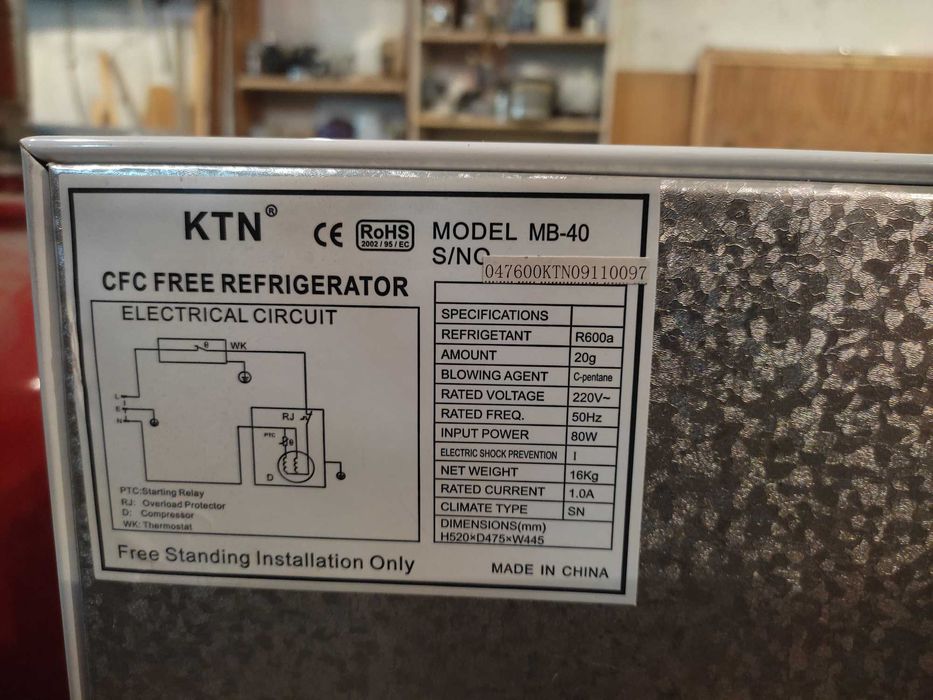 KTN®
CE
RoHS
2002 / 95 / EC
MODEL MB-40
S/NO
047600KTN09110097
CFC FREE REFRIGERATOR
ELECTRICAL CIRCUIT
θ
WK
L
E
N
RJ
PTC
θ
D
PTC:Starting Relay
RJ: Overload Protector
D: Compressor
WK: Thermostat
SPECIFICATIONS
REFRIGETANT R600a
AMOUNT 20g
BLOWING AGENT C-pentane
RATED VOLTAGE 220V~
RATED FREQ. 50Hz
INPUT POWER 80W
ELECTRIC SHOCK PREVENTION I
NET WEIGHT 16Kg
RATED CURRENT 1.0A
CLIMATE TYPE SN
DIMENSIONS(mm)
H520×D475×W445
Free Standing Installation Only
MADE IN CHINA